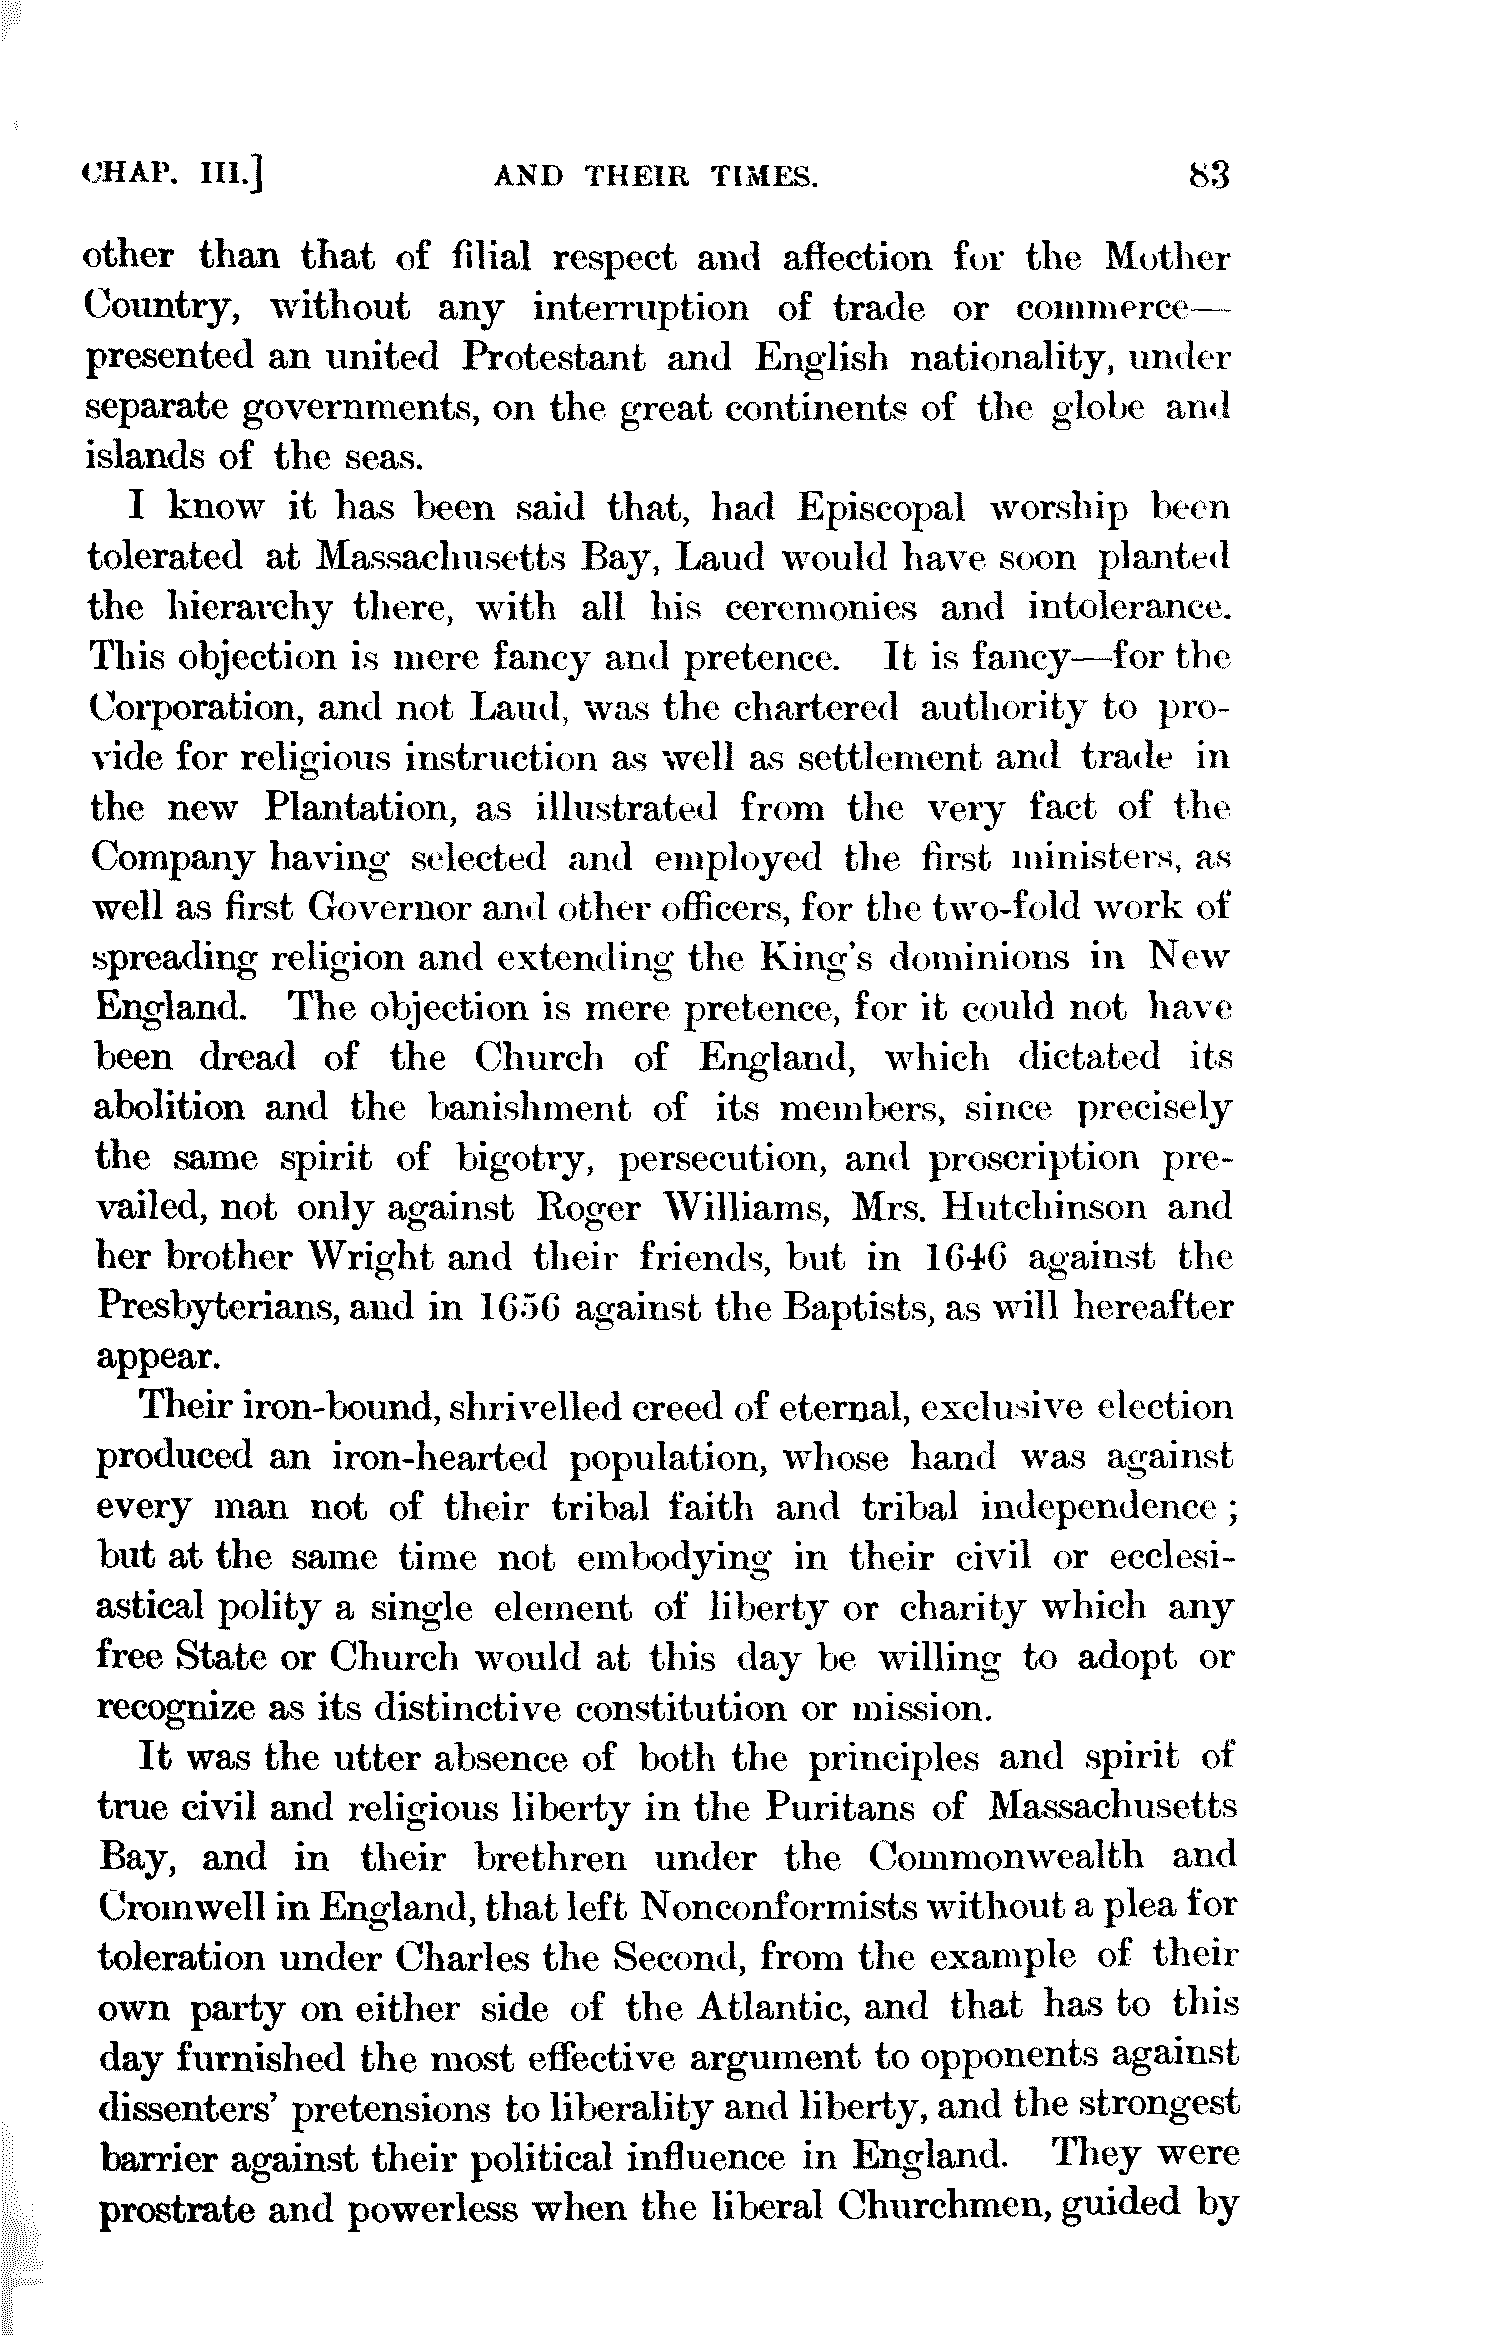 CHAP. III.] AND THEIR TIMES. 83
other than that of filial respect and affection for the Mother
Country, without any interruption of trade or commerce—
presented an united Protestant and English nationality, under
separate governments, on the great continents of the globe and
islands of the seas.
I know it has been said that, had Episcopal worship been
tolerated at Massachusetts Bay, Laud would have soon planted
the hierarchy there, with all his ceremonies and intolerance.
This objection is mere fancy and pretence. It is fancy—for the
Corporation, and not Laud, was the chartered authority to pro-
vide for religious instruction as well as settlement and trade in
the new Plantation, as illustrated from the very fact of the
Company having selected and employed the first ministers, as
well as first Governor and other officers, for the two-fold work of
spreading religion and extending the King's dominions in New
England. The objection is mere pretence, for it could not have
been dread of the Church of England, which dictated its
abolition and the banishment of its members, since precisely
the same spirit of bigotry, persecution, and proscription pre-
vailed, not only against Roger Williams, Mrs. Hutchinson and
her brother Wright and their friends, but in 1646 against the
Presbyterians, and in 1656 against the Baptists, as will hereafter
appear.
Their iron-bound, shrivelled creed of eternal, exclusive election
produced an iron-hearted population, whose hand was against
every man not of their tribal faith and tribal independence;
but at the same time not embodying in their civil or ecclesi-
astical polity a single element of liberty or charity which any
free State or Church would at this day be willing to adopt or
recognize as its distinctive constitution or mission.
It was the utter absence of both the principles and spirit of
true civil and religious liberty in the Puritans of Massachusetts
Bay, and in their brethren under the Commonwealth and
Cromwell in England, that left Nonconformists without a plea for
toleration under Charles the Second, from the example of their
own party on either side of the Atlantic, and that has to this
day furnished the most effective argument to opponents against
dissenters' pretensions to liberality and liberty, and the strongest
barrier against their political influence in England. They were
prostrate and powerless when the liberal Churchmen, guided by